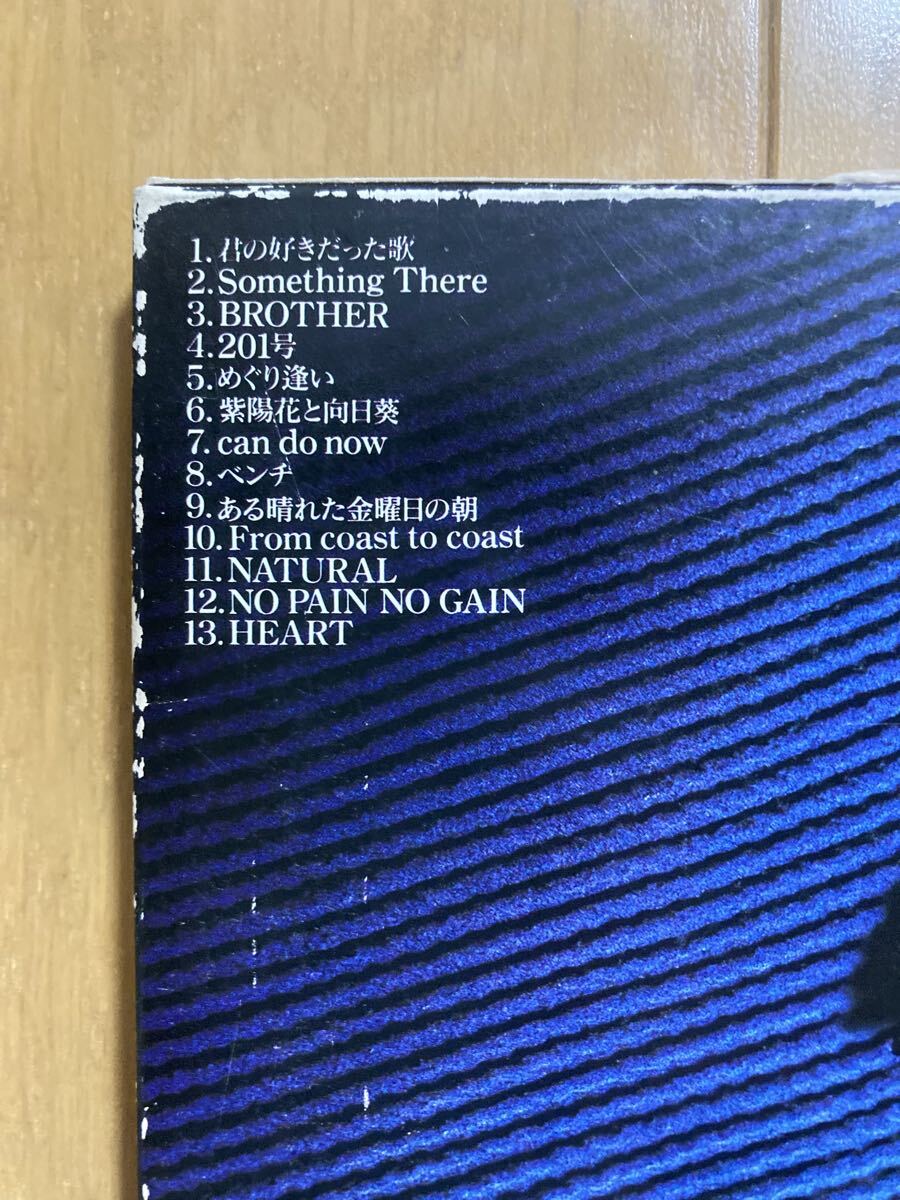 1. 君の好きだった歌
2. Something There
3. BROTHER
4. 201号
5. めぐり逢い
6. 紫陽花と向日葵
7. can do now
8. ベンチ
9. ある晴れた金曜日の朝
10. From coast to coast
11. NATURAL
12. NO PAIN NO GAIN
13. HEART